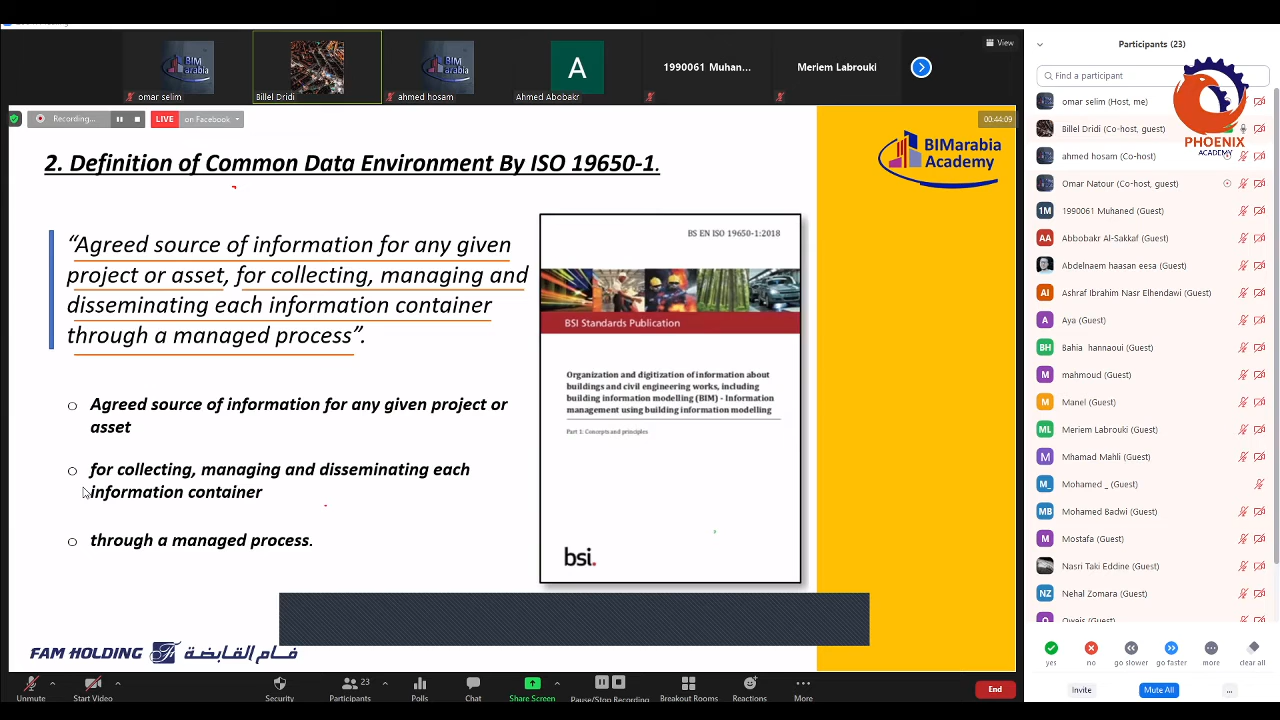 View
Participants (23)
BIM
arabia
omar selim
Billel Dridi
BIM
arabia
ahmed hosam
A
Ahmed Abobakr
1990061 Muhan...
Meriem Labrouki
Find a participant
PHOENIX
ACADEMY
Recording...
LIVE
on Facebook
00:44:09
2. Definition of Common Data Environment By ISO 19650-1.
BIMarabia
Academy
“Agreed source of information for any given
project or asset, for collecting, managing and
disseminating each information container
through a managed process”.
Agreed source of information for any given project or
asset
for collecting, managing and disseminating each
information container
through a managed process.
BS EN ISO 19650-1:2018
BSI Standards Publication
Organization and digitization of information about
buildings and civil engineering works, including
building information modelling (BIM) - Information
management using building information modelling
Part 1: Concepts and principles
bsi.
FAM HOLDING
فام القابضة
omar selim (Host, me)
Billel Dridi (Co-host, guest)
ahmed hosam (Co-host)
Omar Natour (Co-host, guest)
1M 1990061 Muhaned (Guest)
AA Abbobakr Al-Sakkaf (Guest)
Abdelnaem haasan eesa (Guest)
AI Ashraf Ibrahim Nasr Elhendawi (Guest)
A Aya (Guest)
BH Bahia hannaoui (Guest)
M mahmoud (Guest)
M Manel (Guest)
ML Meriem Labrouki (Guest)
M Mhamad Mahli (Guest)
M_ Mohamed _ (Guest)
MB Mohamed Badwi (Guest)
M Mostafa (Guest)
Nasri Taki Eddine (Guest)
NZ Nehal Zomara (Guest)
yes
no
go slower
go faster
more
clear all
Unmute
Start Video
Security
23
Participants
Polls
Chat
Share Screen
Pause/Stop Recording
Breakout Rooms
Reactions
More
End
Invite
Mute All
...